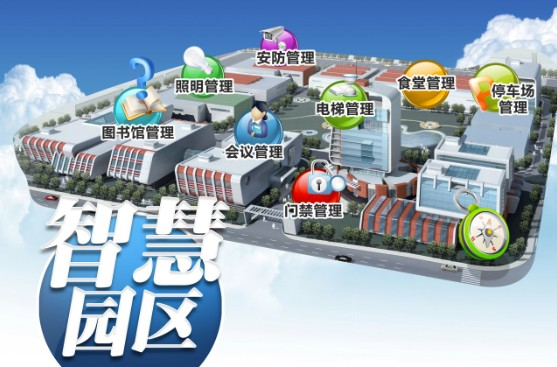 安防管理
照明管理
食堂管理
停车场
管理
电梯管理
图书馆管理
会议管理
门禁管理
智慧
园区